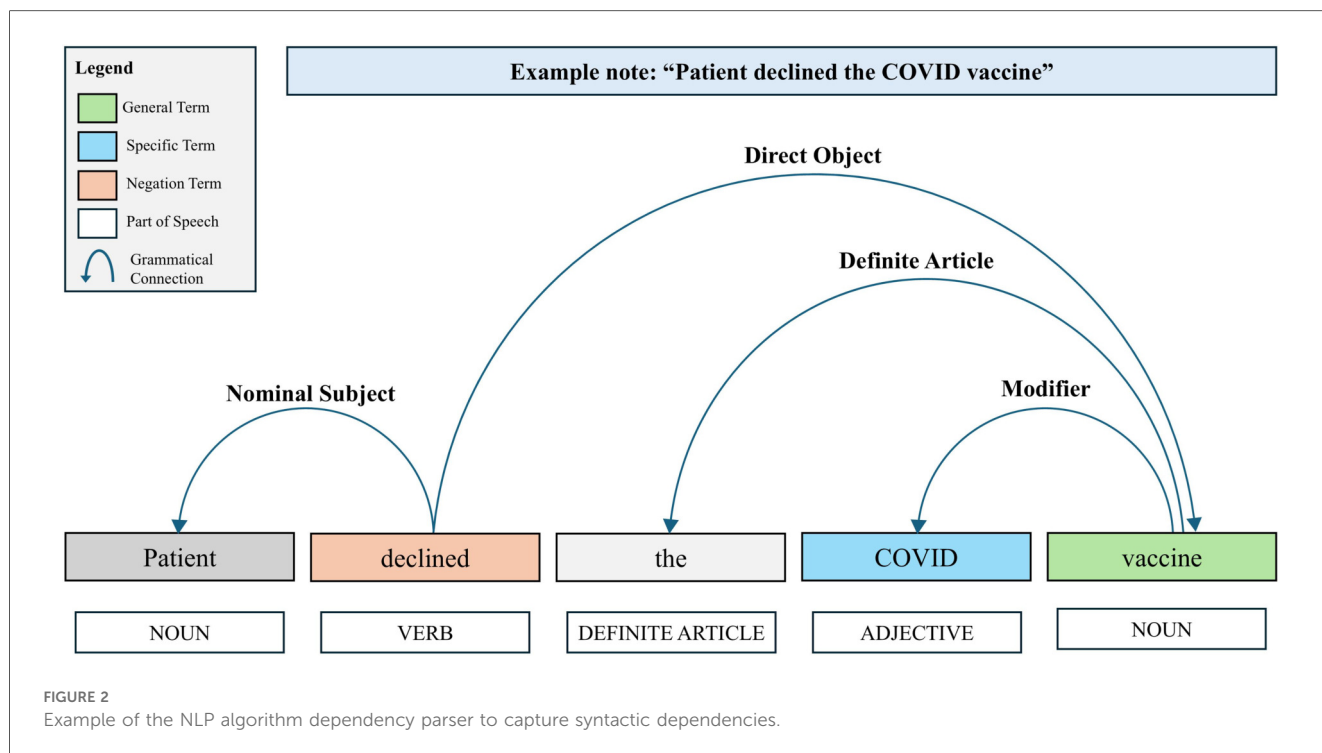 Legend
General Term
Specific Term
Negation Term
Part of Speech
Grammatical
Connection
Example note: “Patient declined the COVID vaccine”
Direct Object
Definite Article
Nominal Subject
Modifier
Patient
declined
the
COVID
vaccine
NOUN
VERB
DEFINITE ARTICLE
ADJECTIVE
NOUN
FIGURE 2
Example of the NLP algorithm dependency parser to capture syntactic dependencies.